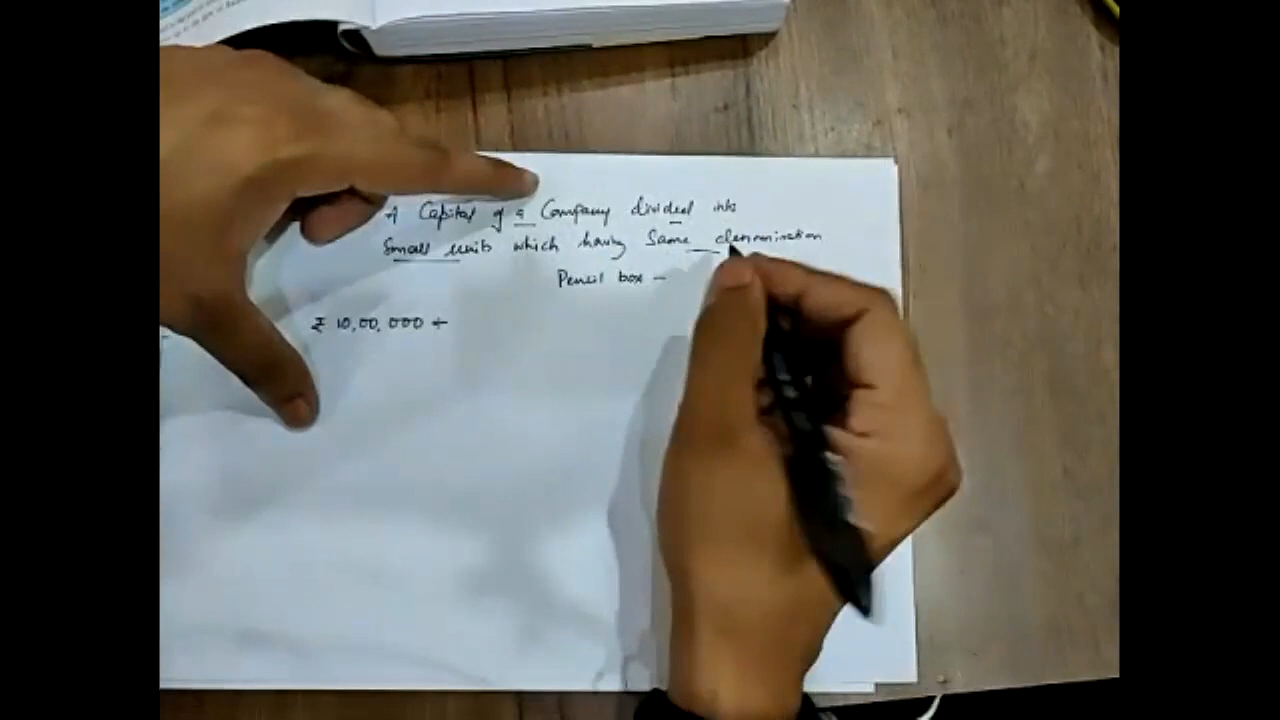 A Capital of a Company divided into
Small units which having Same denomination
Pencil box –
₹ 10,00,000 ←